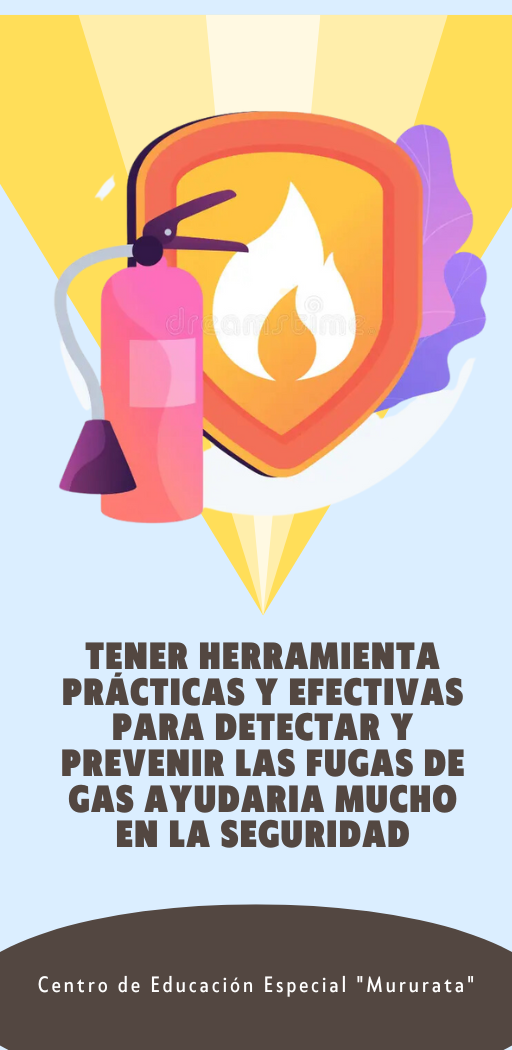 dreamstime
TENER HERRAMIENTA
PRÁCTICAS Y EFECTIVAS
PARA DETECTAR Y
PREVENIR LAS FUGAS DE
GAS AYUDARIA MUCHO
EN LA SEGURIDAD
Centro de Educación Especial "Mururata"